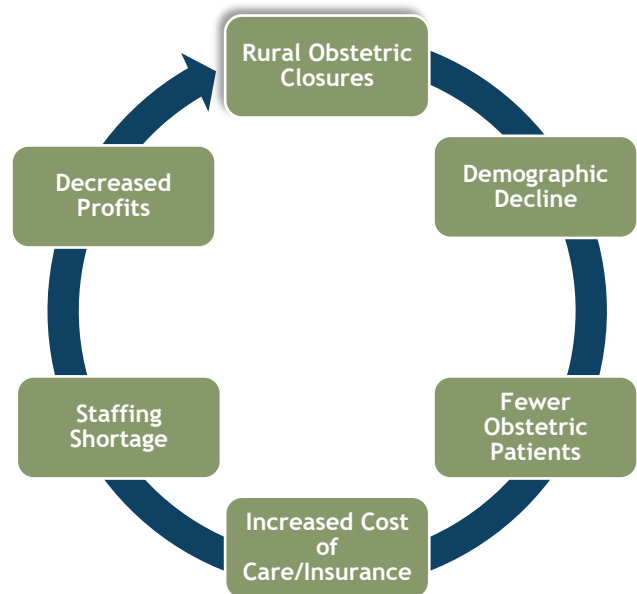 Rural Obstetric
Closures
Demographic
Decline
Fewer
Obstetric
Patients
Increased Cost
of
Care/Insurance
Staffing
Shortage
Decreased
Profits